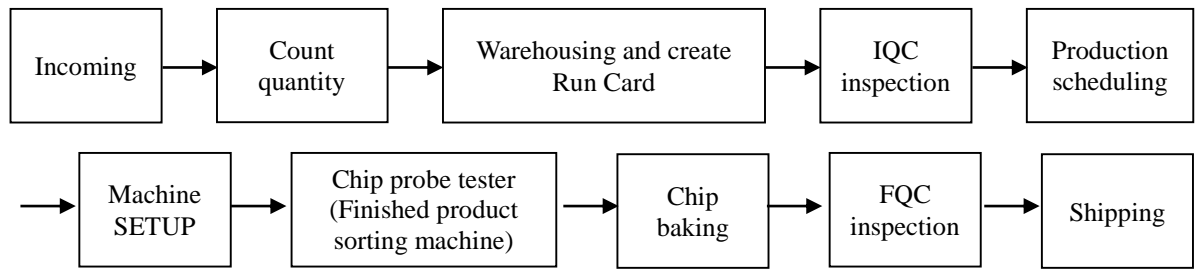 Incoming
Count
quantity
Warehousing and create
Run Card
IQC
inspection
Production
scheduling
Machine
SETUP
Chip probe tester
(Finished product
sorting machine)
Chip
baking
FQC
inspection
Shipping